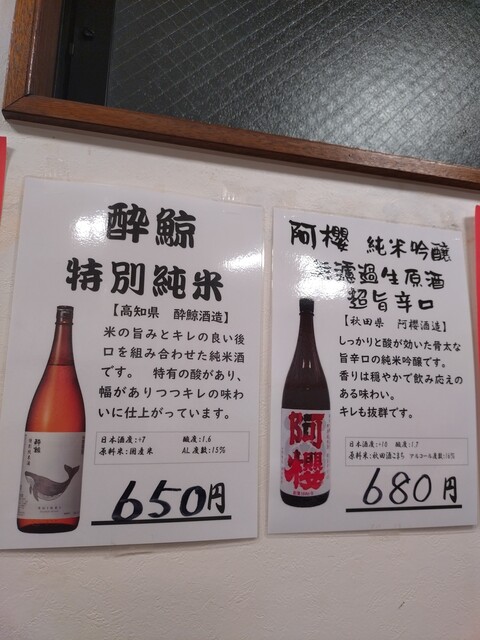 酔鯨
特別純米
【高知県　酔鯨酒造】
米の旨みとキレの良い後
口を組み合わせた純米酒
です。　特有の酸があり、
幅がありつつキレの味わ
いに仕上がっています。
日本酒度:+7　酸度:1.6
原料米:国産米　AL度数:15%
650円
酔鯨
阿櫻 純米吟醸
無濾過生原酒
超旨辛口
【秋田県　阿櫻酒造】
しっかりと酸が効いた骨太な
旨辛口の純米吟醸です。
香りは穏やかで飲み応えの
ある味わい。
キレも抜群です。
日本酒度:+10　酸度:1.7
原料米:秋田酒こまち アルコール度数:16%
680円
阿櫻